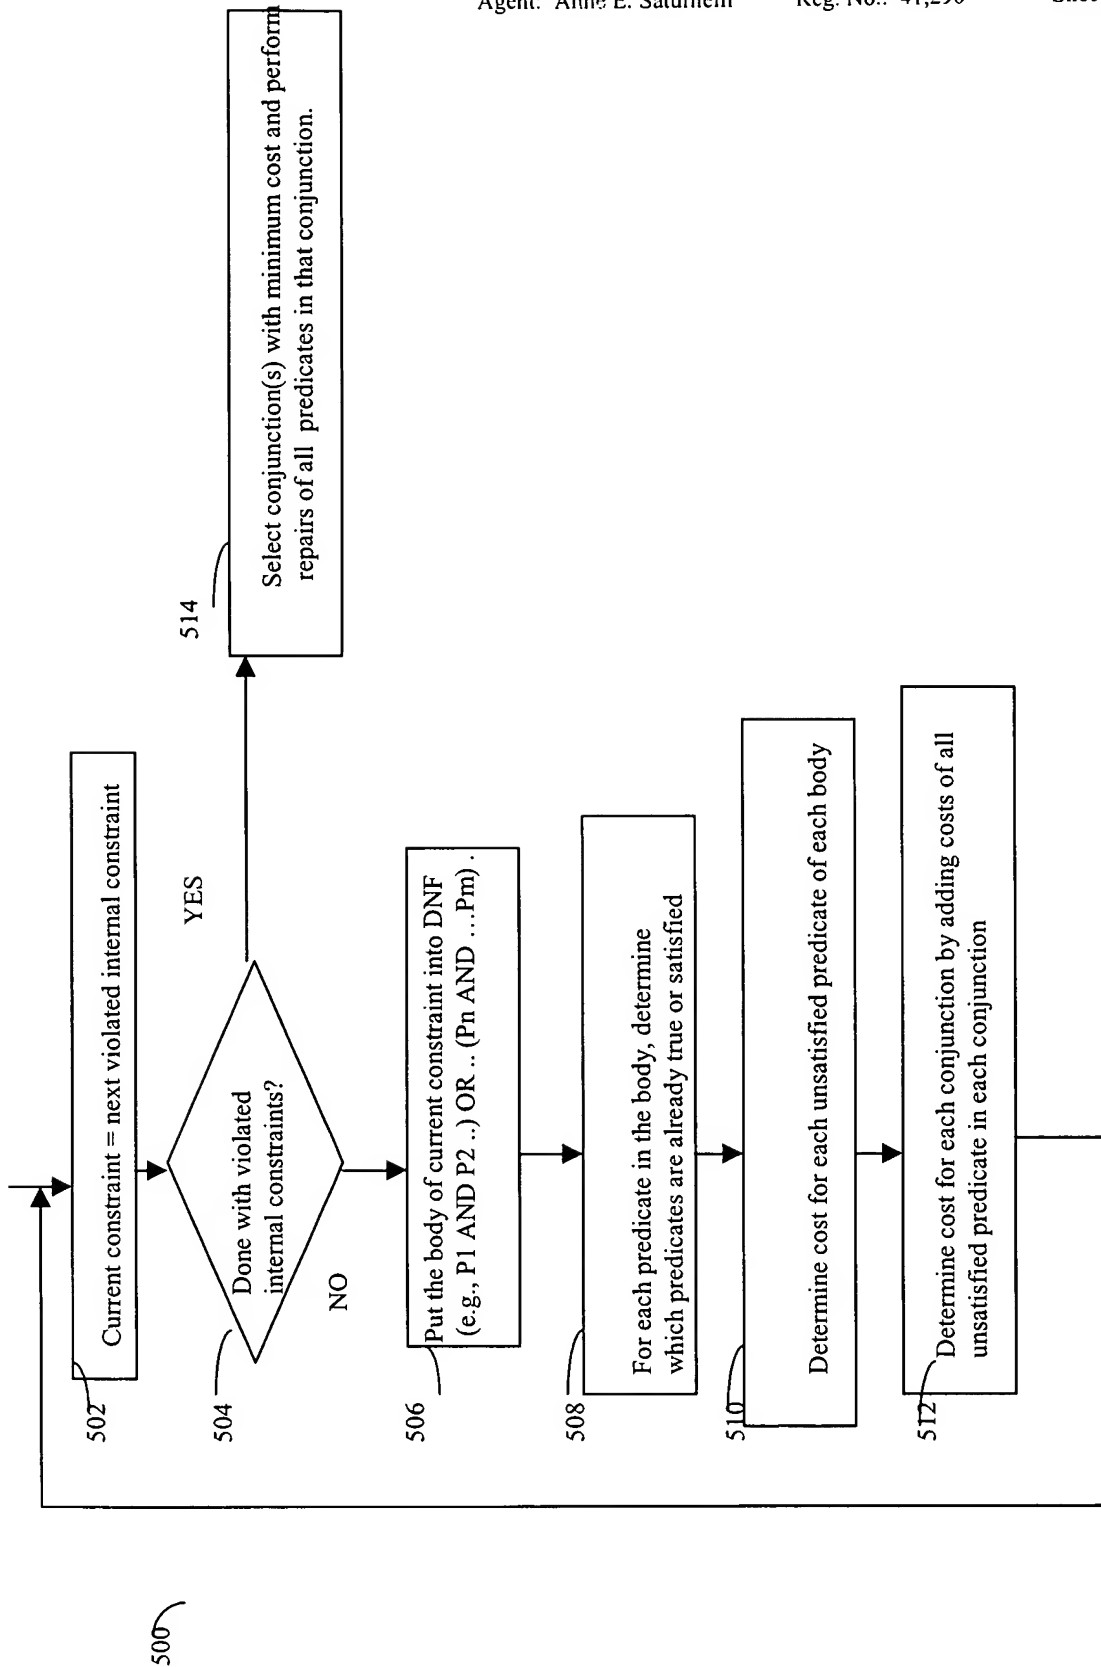 Agent: Anne E. Saturnelli Reg. No.: 41,290
500
502
Current constraint = next violated internal constraint
504
Done with violated
internal constraints?
YES
NO
514
Select conjunction(s) with minimum cost and perform
repairs of all predicates in that conjunction.
506
Put the body of current constraint into DNF
(e.g., P1 AND P2 ..) OR .. (Pn AND ...Pm) .
508
For each predicate in the body, determine
which predicates are already true or satisfied
510
Determine cost for each unsatisfied predicate of each body
512
Determine cost for each conjunction by adding costs of all
unsatisfied predicate in each conjunction